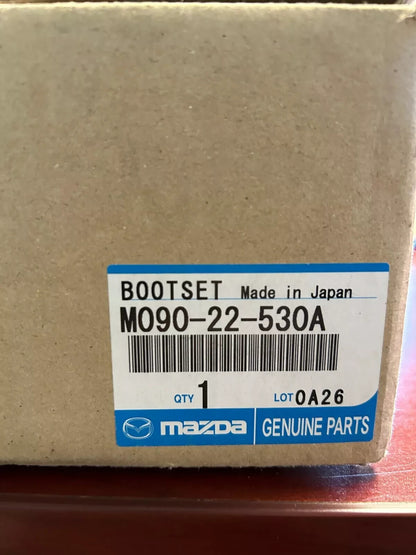 BOOTSET Made in Japan
M090-22-530A
QTY 1 LOT 0A26
mazda GENUINE PARTS